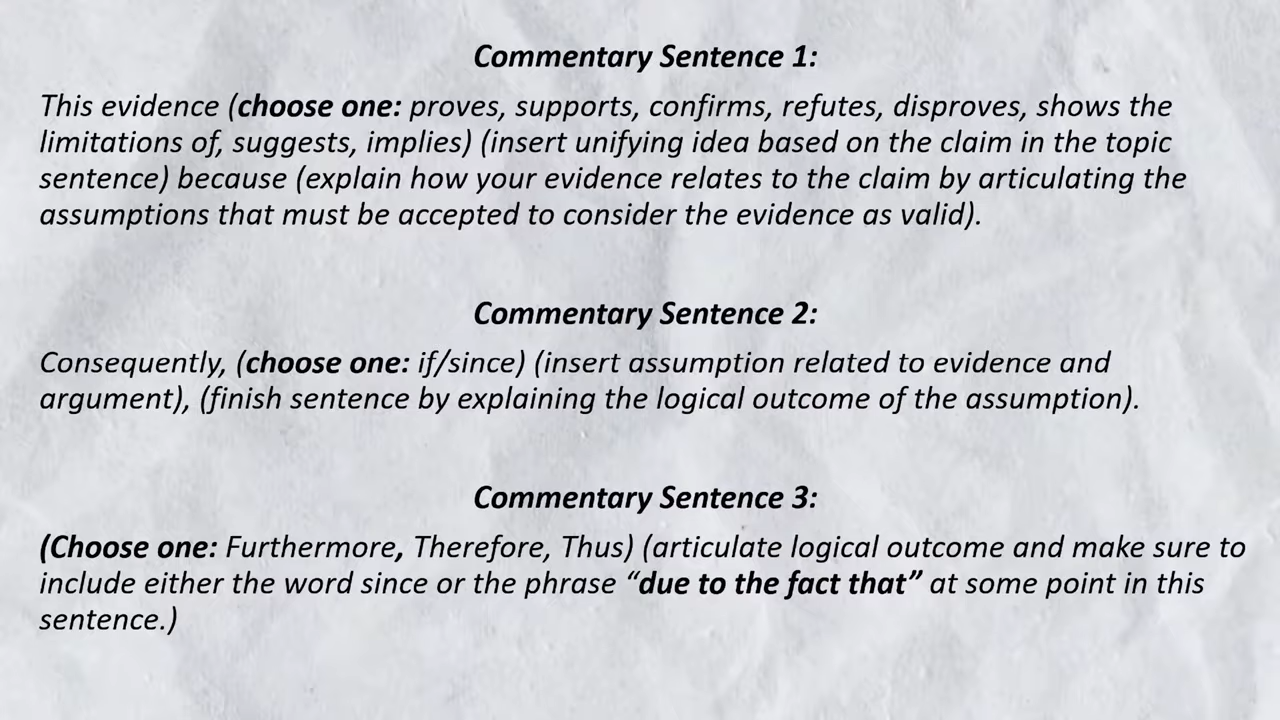 Commentary Sentence 1:
This evidence (choose one: proves, supports, confirms, refutes, disproves, shows the
limitations of, suggests, implies) (insert unifying idea based on the claim in the topic
sentence) because (explain how your evidence relates to the claim by articulating the
assumptions that must be accepted to consider the evidence as valid).
Commentary Sentence 2:
Consequently, (choose one: if/since) (insert assumption related to evidence and
argument), (finish sentence by explaining the logical outcome of the assumption).
Commentary Sentence 3:
(Choose one: Furthermore, Therefore, Thus) (articulate logical outcome and make sure to
include either the word since or the phrase “due to the fact that” at some point in this
sentence.)